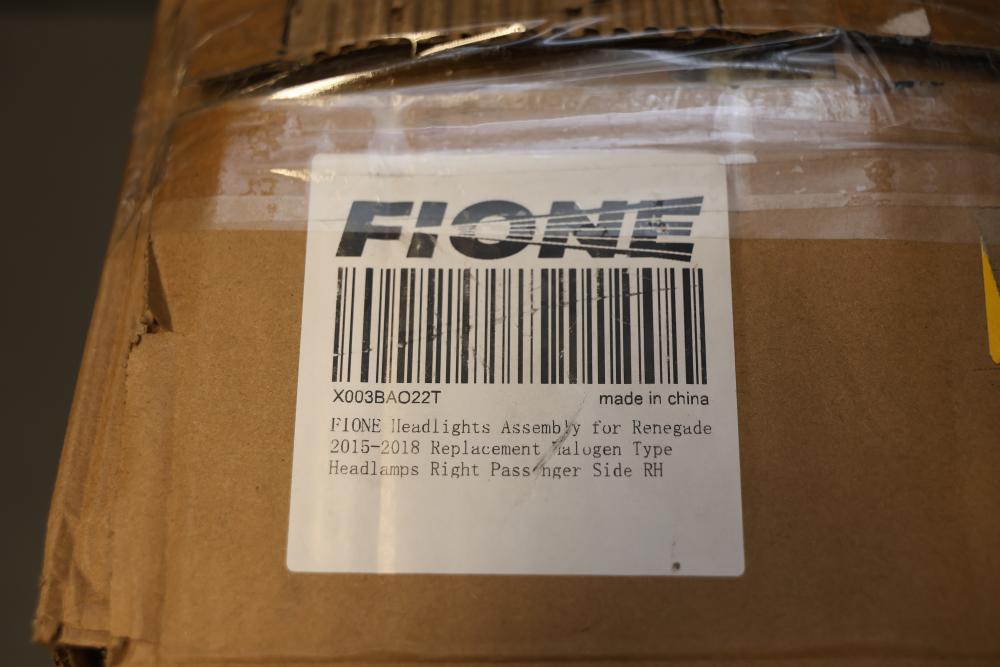 FIONE
X003BAO22T made in china
FIONE Headlights Assembly for Renegade
2015-2018 Replacement Halogen Type
Headlamps Right Passenger Side RH